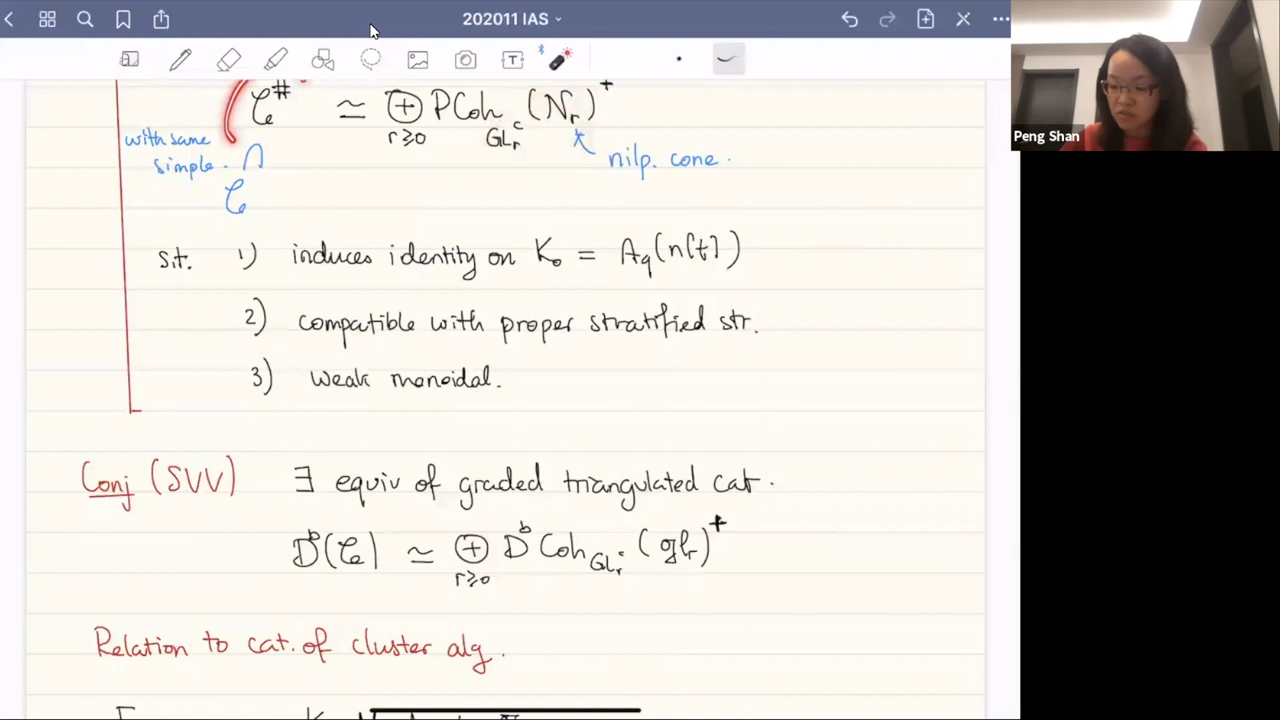 202011 IAS
Peng Shan
𝒞^# ≃ ⊕_{r≥0} PCoh_{GL_r^c} (N_r)^+
with same
simple. ∩
nilp. cone.
𝒞
s.t. 1) induces identity on K_0 = A_q(n[t])
2) compatible with proper stratified str.
3) weak monoidal.
Conj (SVV) ∃ equiv of graded triangulated cat.
D^b(𝒞) ≃ ⊕_{r≥0} D^b Coh_{GL_r^c} (gl_r)^+
Relation to cat. of cluster alg.